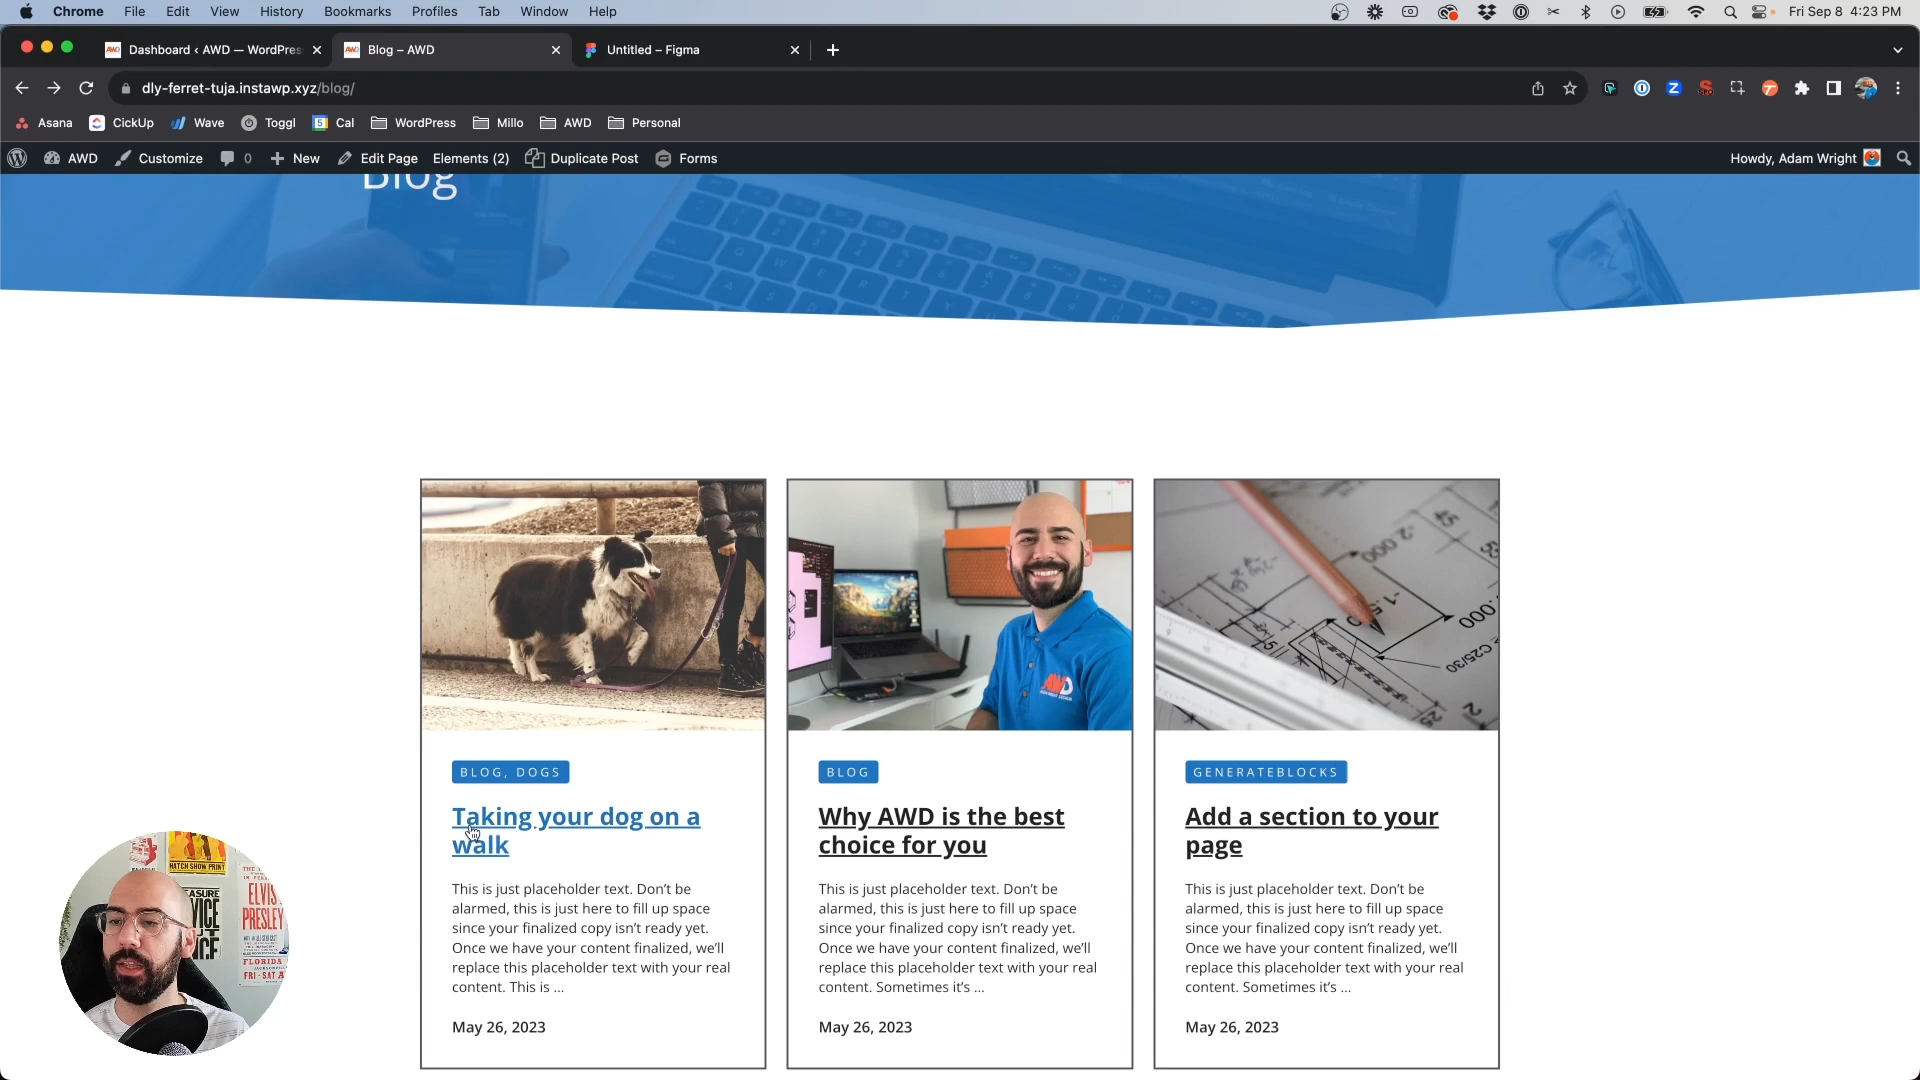 Chrome File Edit View History Bookmarks Profiles Tab Window Help Fri Sep 8 4:23 PM
Dashboard ‹ AWD — WordPres Blog – AWD Untitled – Figma
dly-ferret-tuja.instawp.xyz/blog/
Asana CickUp Wave Toggl 5 Cal WordPress Millo AWD Personal
AWD Customize 0 New Edit Page Elements (2) Duplicate Post Forms Howdy, Adam Wright
Blog
BLOG, DOGS
Taking your dog on a
walk
This is just placeholder text. Don’t be
alarmed, this is just here to fill up space
since your finalized copy isn’t ready yet.
Once we have your content finalized, we’ll
replace this placeholder text with your real
content. This is ...
May 26, 2023
AWD
BLOG
Why AWD is the best
choice for you
This is just placeholder text. Don’t be
alarmed, this is just here to fill up space
since your finalized copy isn’t ready yet.
Once we have your content finalized, we’ll
replace this placeholder text with your real
content. Sometimes it’s ...
May 26, 2023
GENERATEBLOCKS
Add a section to your
page
This is just placeholder text. Don’t be
alarmed, this is just here to fill up space
since your finalized copy isn’t ready yet.
Once we have your content finalized, we’ll
replace this placeholder text with your real
content. Sometimes it’s ...
May 26, 2023
HATCH SHOW PRINT
ELVIS
PRESLEY
FLORIDA